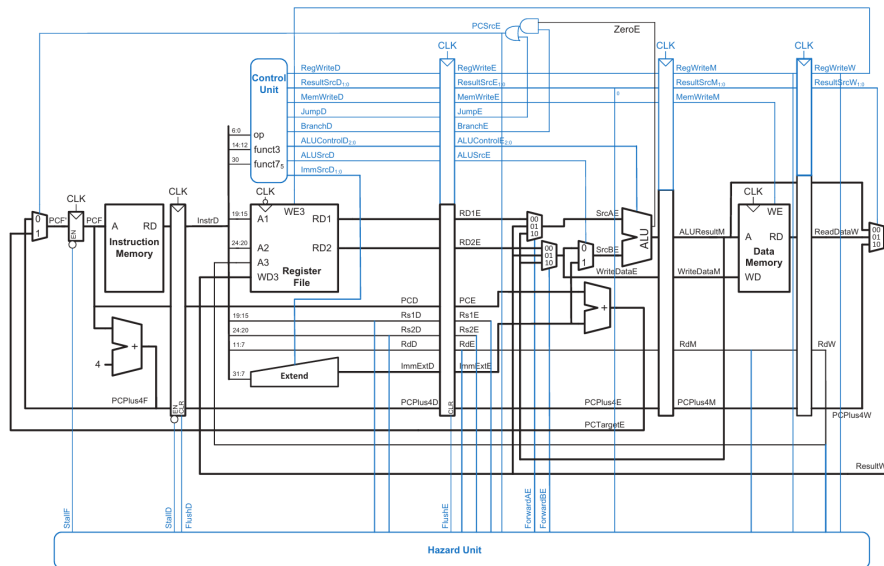 PCSrcE
ZeroE
CLK
CLK
CLK
Control
Unit
RegWriteD
RegWriteE
RegWriteM
RegWriteW
ResultSrcD1:0
ResultSrcE1:0
ResultSrcM1:0
ResultSrcW1:0
MemWriteD
MemWriteE
MemWriteM
JumpD
JumpE
BranchD
BranchE
ALUControlD2:0
ALUControlE2:0
ALUSrcD
ALUSrcE
ImmSrcD1:0
6:0
op
14:12
funct3
30
funct75
CLK
CLK
CLK
CLK
0
1
PCF'
EN
PCF
A
RD
Instruction
Memory
InstrD
19:15
A1
WE3
RD1
RD1E
24:20
A2
RD2
RD2E
A3
WD3
Register
File
00
01
10
00
01
10
SrcAE
0
1
SrcBE
ALU
ALUResultM
WE
A
RD
ReadDataW
00
01
10
Data
Memory
WD
WriteDataE
WriteDataM
PCD
PCE
+
19:15
Rs1D
Rs1E
24:20
Rs2D
Rs2E
11:7
RdD
RdE
RdM
RdW
+
4
31:7
Extend
ImmExtD
ImmExtE
PCPlus4F
EN
CLR
PCPlus4D
CLR
PCPlus4E
PCPlus4M
PCPlus4W
PCTargetE
ResultW
StallF
StallD
FlushD
FlushE
ForwardAE
ForwardBE
Hazard Unit